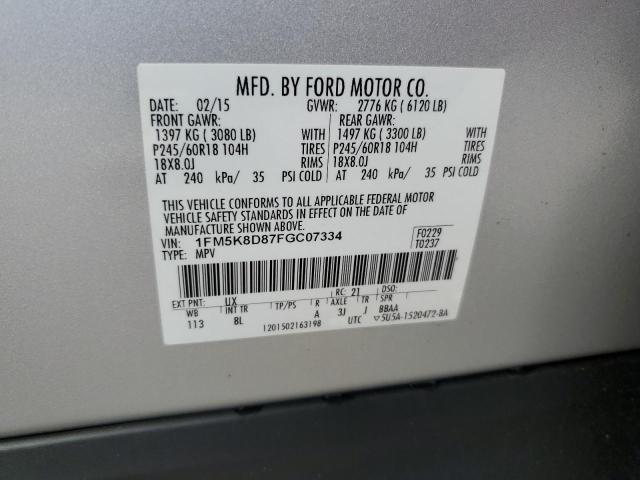 MFD. BY FORD MOTOR CO.
DATE: 02/15 GVWR: 2776 KG ( 6120 LB)
FRONT GAWR: REAR GAWR:
1397 KG ( 3080 LB) WITH 1497 KG ( 3300 LB) WITH
P245/60R18 104H TIRES P245/60R18 104H TIRES
18X8.0J RIMS 18X8.0J RIMS
AT 240 kPa/ 35 PSI COLD AT 240 kPa/ 35 PSI COLD
THIS VEHICLE CONFORMS TO ALL APPLICABLE FEDERAL MOTOR
VEHICLE SAFETY STANDARDS IN EFFECT ON THE DATE OF
MANUFACTURE SHOWN ABOVE.
VIN: 1FM5K8D87FGC07334 F0229
TYPE: MPV T0237
EXT PNT: UX RC: 21 DSO:
WB INT TR TP/PS R AXLE TR SPR
113 8L A 3J J BBAA
1201502163198 UTC ▽5U5A-1520472-BA